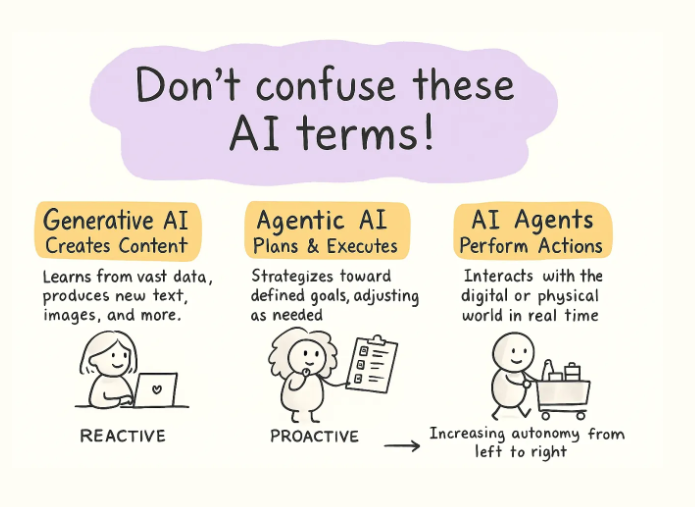 Don't confuse these
AI terms!
Generative AI
Creates Content
Learns from vast data,
produces new text,
images, and more.
REACTIVE
Agentic AI
Plans & Executes
Strategizes toward
defined goals, adjusting
as needed
PROACTIVE
AI Agents
Perform Actions
Interacts with the
digital or physical
world in real time
Increasing autonomy from
left to right